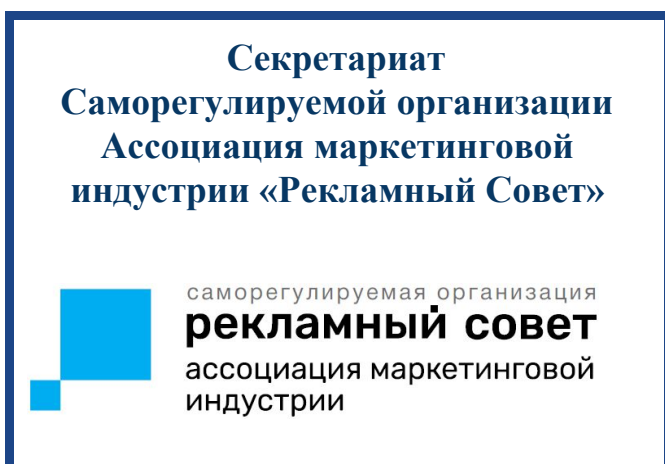 Секретариат
Саморегулируемой организации
Ассоциация маркетинговой
индустрии «Рекламный Совет»
саморегулируемая организация
рекламный совет
ассоциация маркетинговой
индустрии